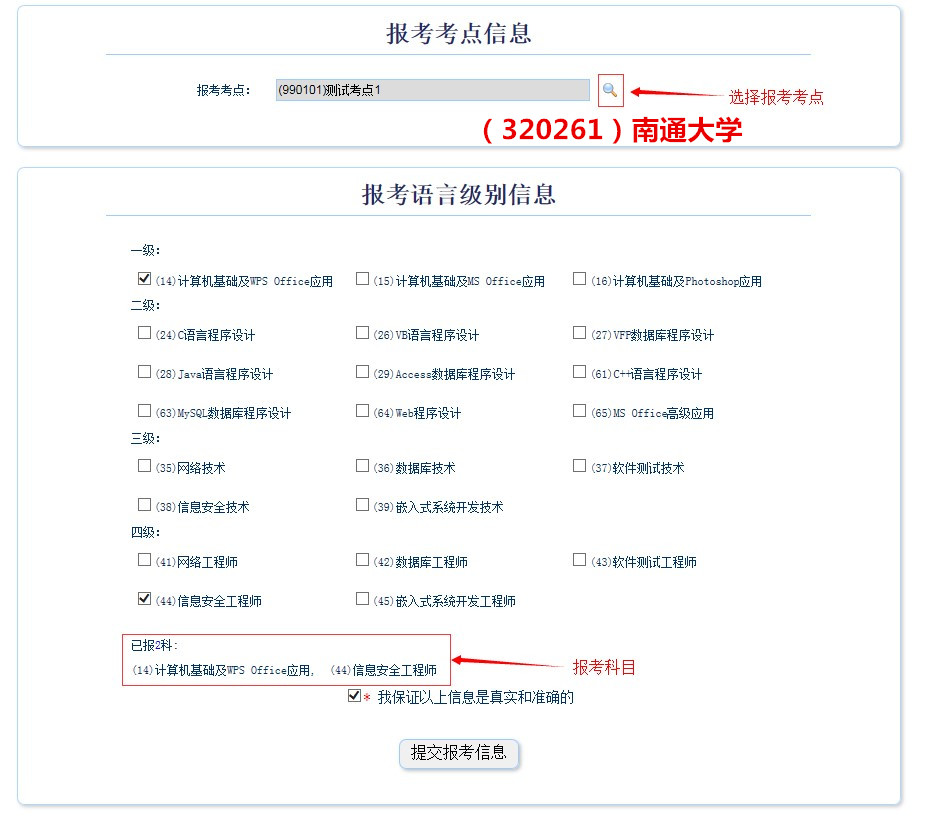 报考考点信息
报考考点: (990101)测试考点1
选择报考考点
（320261）南通大学
报考语言级别信息
一级:
(14)计算机基础及WPS Office应用 (15)计算机基础及MS Office应用 (16)计算机基础及Photoshop应用
二级:
(24)C语言程序设计 (26)VB语言程序设计 (27)VFP数据库程序设计
(28)Java语言程序设计 (29)Access数据库程序设计 (61)C++语言程序设计
(63)MySQL数据库程序设计 (64)Web程序设计 (65)MS Office高级应用
三级:
(35)网络技术 (36)数据库技术 (37)软件测试技术
(38)信息安全技术 (39)嵌入式系统开发技术
四级:
(41)网络工程师 (42)数据库工程师 (43)软件测试工程师
(44)信息安全工程师 (45)嵌入式系统开发工程师
已报2科:
(14)计算机基础及WPS Office应用, (44)信息安全工程师
报考科目
* 我保证以上信息是真实和准确的
提交报考信息